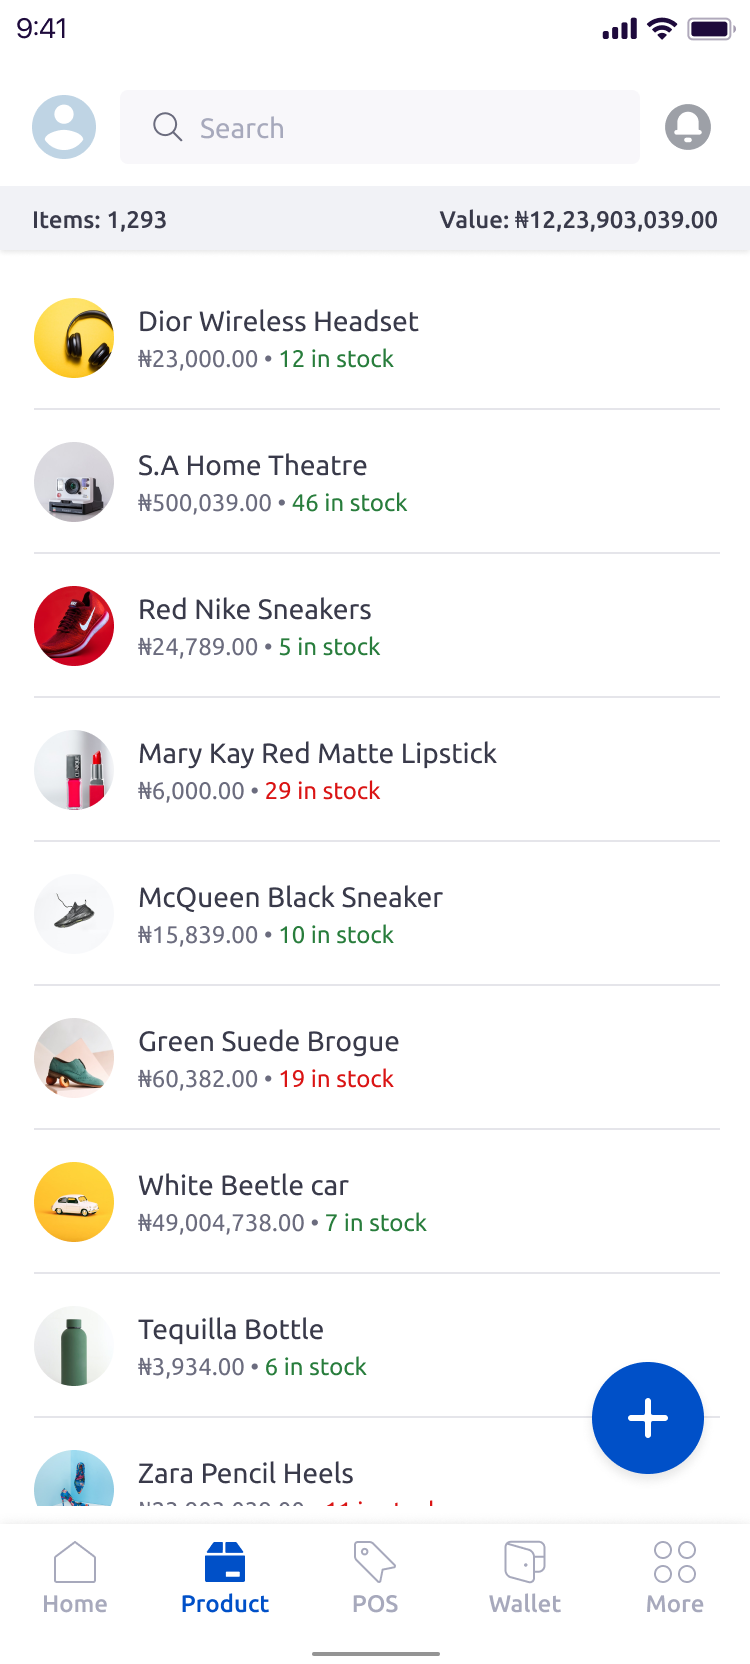 9:41
Search
Items: 1,293
Value: ₦12,23,903,039.00
Dior Wireless Headset
₦23,000.00 • 12 in stock
S.A Home Theatre
₦500,039.00 • 46 in stock
Red Nike Sneakers
₦24,789.00 • 5 in stock
Mary Kay Red Matte Lipstick
₦6,000.00 • 29 in stock
McQueen Black Sneaker
₦15,839.00 • 10 in stock
Green Suede Brogue
₦60,382.00 • 19 in stock
White Beetle car
₦49,004,738.00 • 7 in stock
Tequilla Bottle
₦3,934.00 • 6 in stock
Zara Pencil Heels
Home
Product
POS
Wallet
More